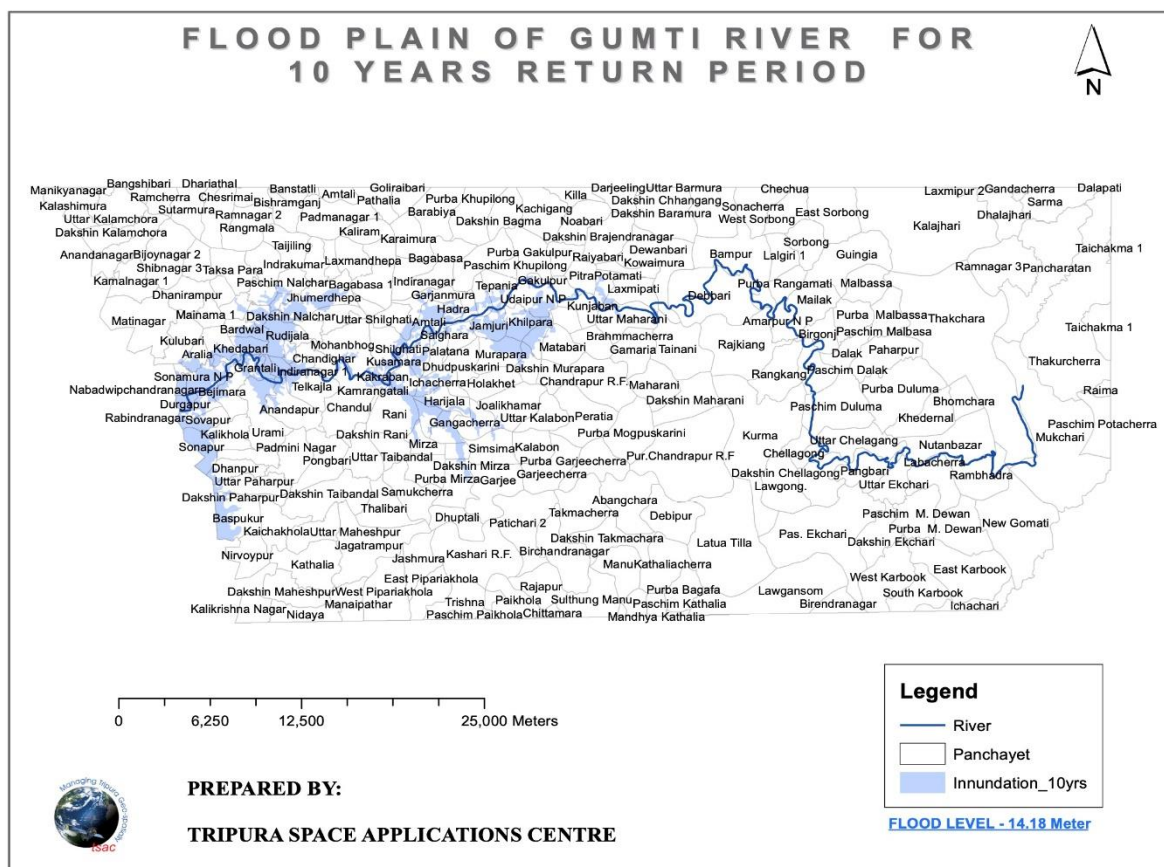 FLOOD PLAIN OF GUMTI RIVER FOR
10 YEARS RETURN PERIOD
N
Manikyanagar
Bangshibari
Dhariathal
Banstatli
Goliraibari
Killa
Darjeeling
Uttar Barmura
Chechua
Laxmipur 2
Gandacherra
Dalapati
Kalashimura
Ramcherra
Chesrimai
Bishramganj
Amtali
Pathalia
Purba Khupilong
Kachigang
Dakshin Chhangang
Sonacherra
Sarma
Uttar Kalamchora
Sutarmura
Ramnagar 2
Padmanagar 1
Barabiya
Dakshin Bagma
Noabari
Dakshin Baramura
West Sorbong
East Sorbong
Dhalajhari
Dakshin Kalamchora
Rangmala
Kaliram
Karaimura
Dakshin Brajendranagar
Kalajhari
Anandanagar
Bijoynagar 2
Taijiling
Purba Gakulpur
Raiyabari
Dewanbari
Sorbong
Taichakma 1
Shibnagar 3
Taksa Para
Indrakumar
Laxmandhepa
Bagabasa
Paschim Khupilong
Kowaimura
Bampur
Lalgiri 1
Guingia
Ramnagar 3
Pancharatan
Kamalnagar 1
Paschim Nalchar
Bagabasa 1
Indiranagar
Tepania
Gakulpur
Pitra
Potamati
Purba Rangamati
Malbassa
Dhanirampur
Jhumerdhepa
Garjanmura
Udaipur N P
Kunjaban
Laxmipati
Debbari
Mailak
Matinagar
Mainama 1
Dakshin Nalchar
Uttar Shilghati
Amtali
Hadra
Jamjuri
Khilpara
Uttar Maharani
Amarpur N P
Purba Malbassa
Thakchara
Taichakma 1
Bardwal
Rudijala
Salghara
Birgonj
Paschim Malbasa
Kulubari
Khedabari
Mohanbhog
Shilghati
Palatana
Murapara
Matabari
Brahmmacherra
Rajkiang
Dalak
Paharpur
Aralia
Grantali
Chandighar
Kusamara
Dhudpuskarini
Dakshin Murapara
Gamaria
Tainani
Paschim Dalak
Thakurcherra
Sonamura N P
Indiranagar 1
Kakraban
Ichacherra
Holakhet
Chandrapur R.F.
Maharani
Rangkang
Purba Duluma
Raima
Nabadwipchandranagar
Bejimara
Telkajla
Kamrangatali
Harijala
Joalikhamar
Dakshin Maharani
Paschim Duluma
Bhomchara
Durgapur
Anandapur
Chandul
Rani
Uttar Kalabon
Peratia
Khedernal
Paschim Potacherra
Rabindranagar
Sovapur
Gangacherra
Kalikhola
Urami
Dakshin Rani
Purba Mogpuskarini
Kurma
Uttar Chelagang
Nutanbazar
Mukchari
Sonapur
Padmini Nagar
Mirza
Simsima
Kalabon
Chellagong
Pongbari
Uttar Taibandal
Purba Garjeecherra
Pur.Chandrapur R.F
Labacherra
Dhanpur
Dakshin Mirza
Garjeecherra
Dakshin Chellagong
Pangbari
Rambhadra
Uttar Paharpur
Purba Mirza
Garjee
Lawgong.
Uttar Ekchari
Dakshin Paharpur
Dakshin Taibandal
Samukcherra
Abangchara
Thalibari
Takmacherra
Debipur
Paschim M. Dewan
Baspukur
Dhuptali
Patichari 2
Purba M. Dewan
New Gomati
Kaichakhola
Uttar Maheshpur
Dakshin Takmachara
Latua Tilla
Pas. Ekchari
Dakshin Ekchari
Jagatrampur
Kashari R.F.
Birchandranagar
Nirvoypur
Kathalia
Jashmura
Manu
Kathaliacherra
East Karbook
East Pipariakhola
West Karbook
Dakshin Maheshpur
West Pipariakhola
Rajapur
Purba Bagafa
Lawgansom
South Karbook
Kalikrishna Nagar
Manaipathar
Trishna
Paikhola
Sulthung Manu
Paschim Kathalia
Birendranagar
Ichachari
Nidaya
Paschim Paikhola
Chittamara
Mandhya Kathalia
0 6,250 12,500 25,000 Meters
Legend
River
Panchayet
Innundation_10yrs
FLOOD LEVEL - 14.18 Meter
Managing Tripura Geo-spatially
tsac
PREPARED BY:
TRIPURA SPACE APPLICATIONS CENTRE